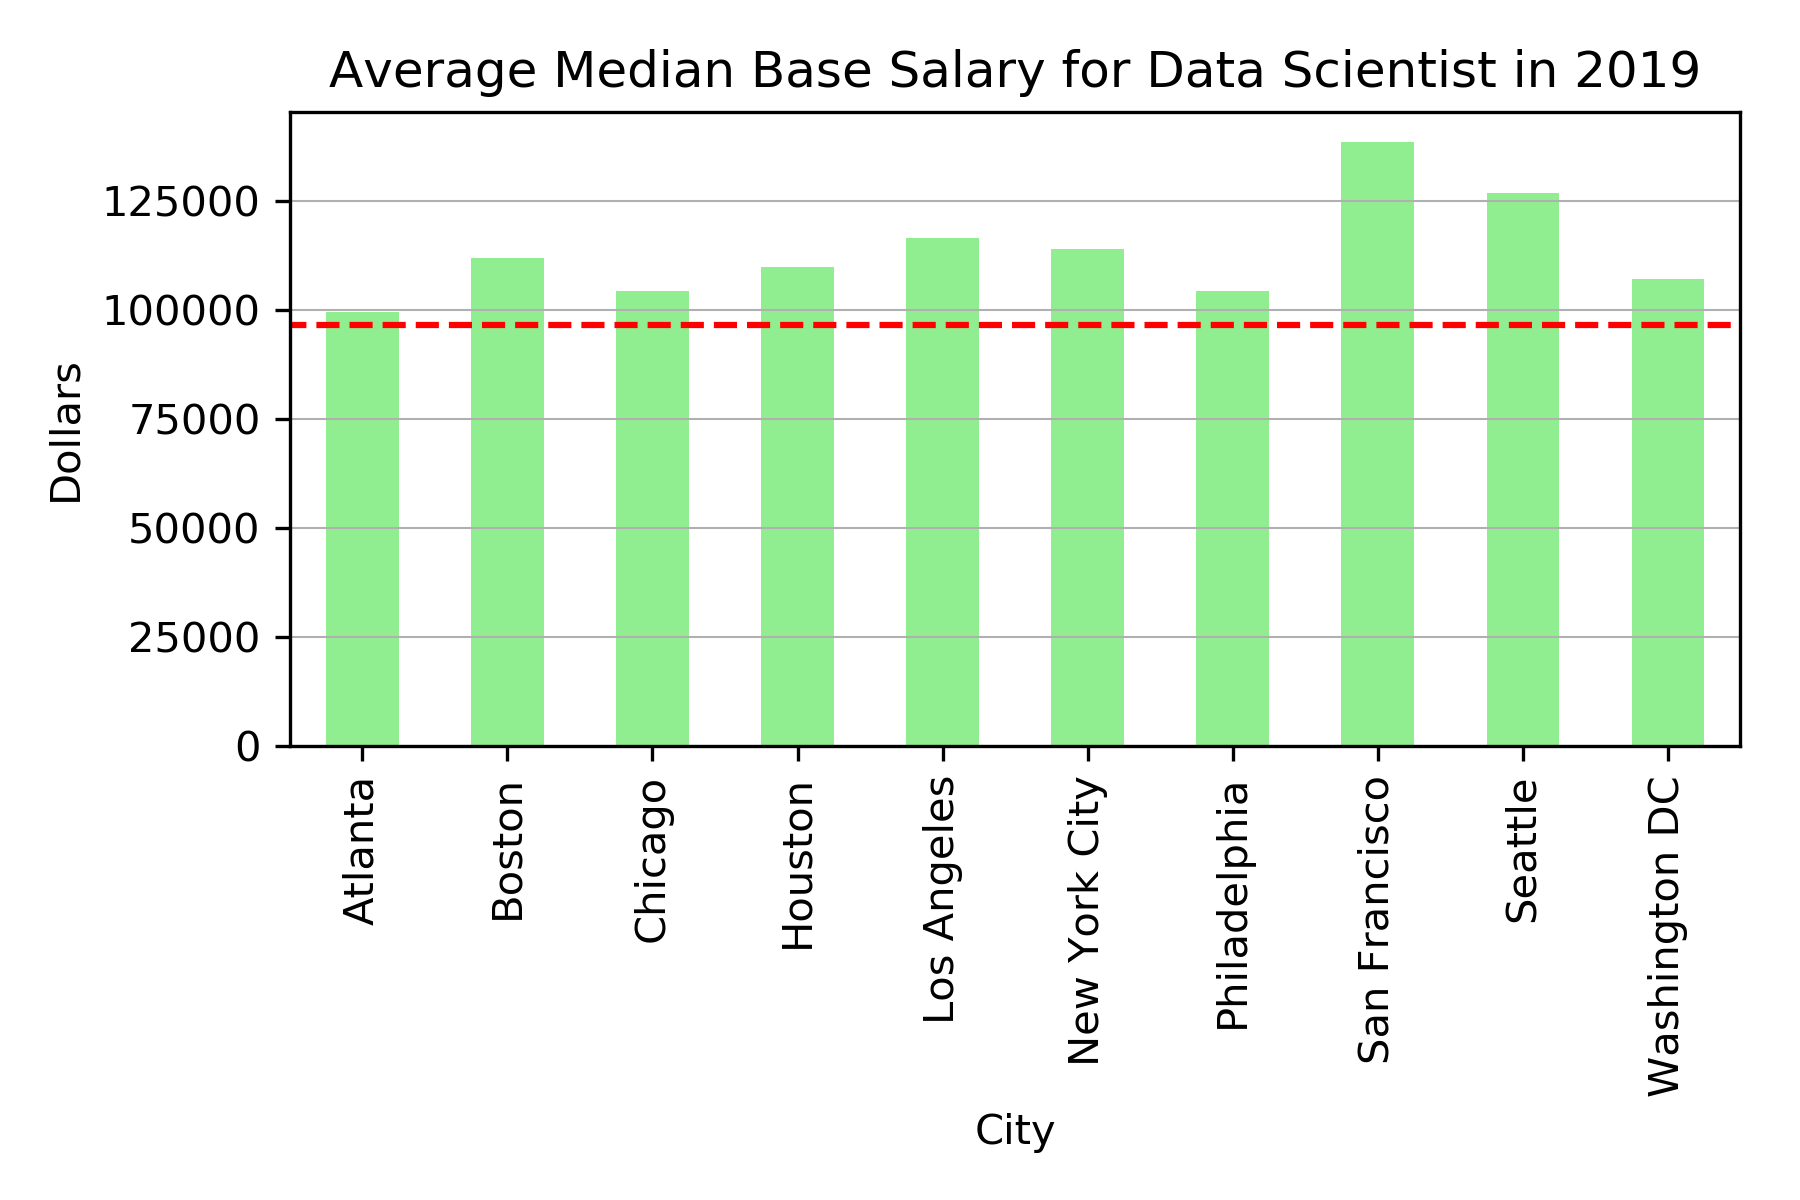 Average Median Base Salary for Data Scientist in 2019
125000
100000
75000
50000
25000
0
Dollars
Atlanta
Boston
Chicago
Houston
Los Angeles
New York City
Philadelphia
San Francisco
Seattle
Washington DC
City